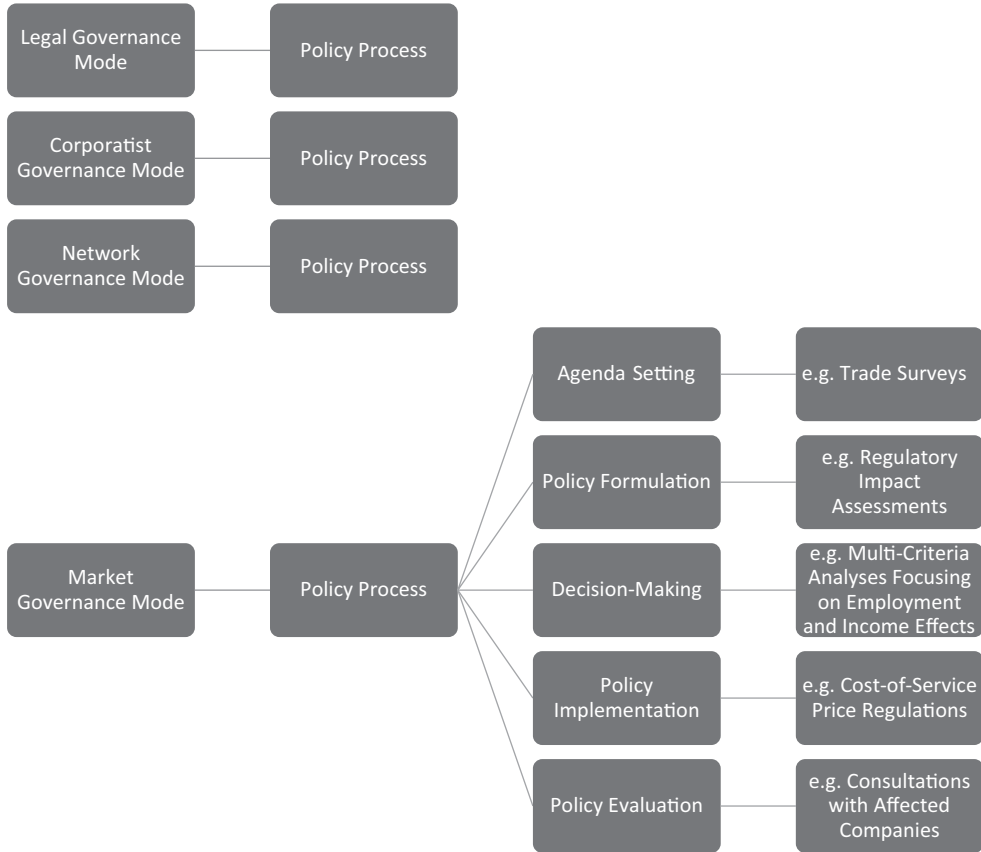 Legal Governance
Mode
Policy Process
Corporatist
Governance Mode
Policy Process
Network
Governance Mode
Policy Process
Market
Governance Mode
Policy Process
Agenda Setting
e.g. Trade Surveys
Policy Formulation
e.g. Regulatory
Impact
Assessments
Decision-Making
e.g. Multi-Criteria
Analyses Focusing
on Employment
and Income Effects
Policy
Implementation
e.g. Cost-of-Service
Price Regulations
Policy Evaluation
e.g. Consultations
with Affected
Companies